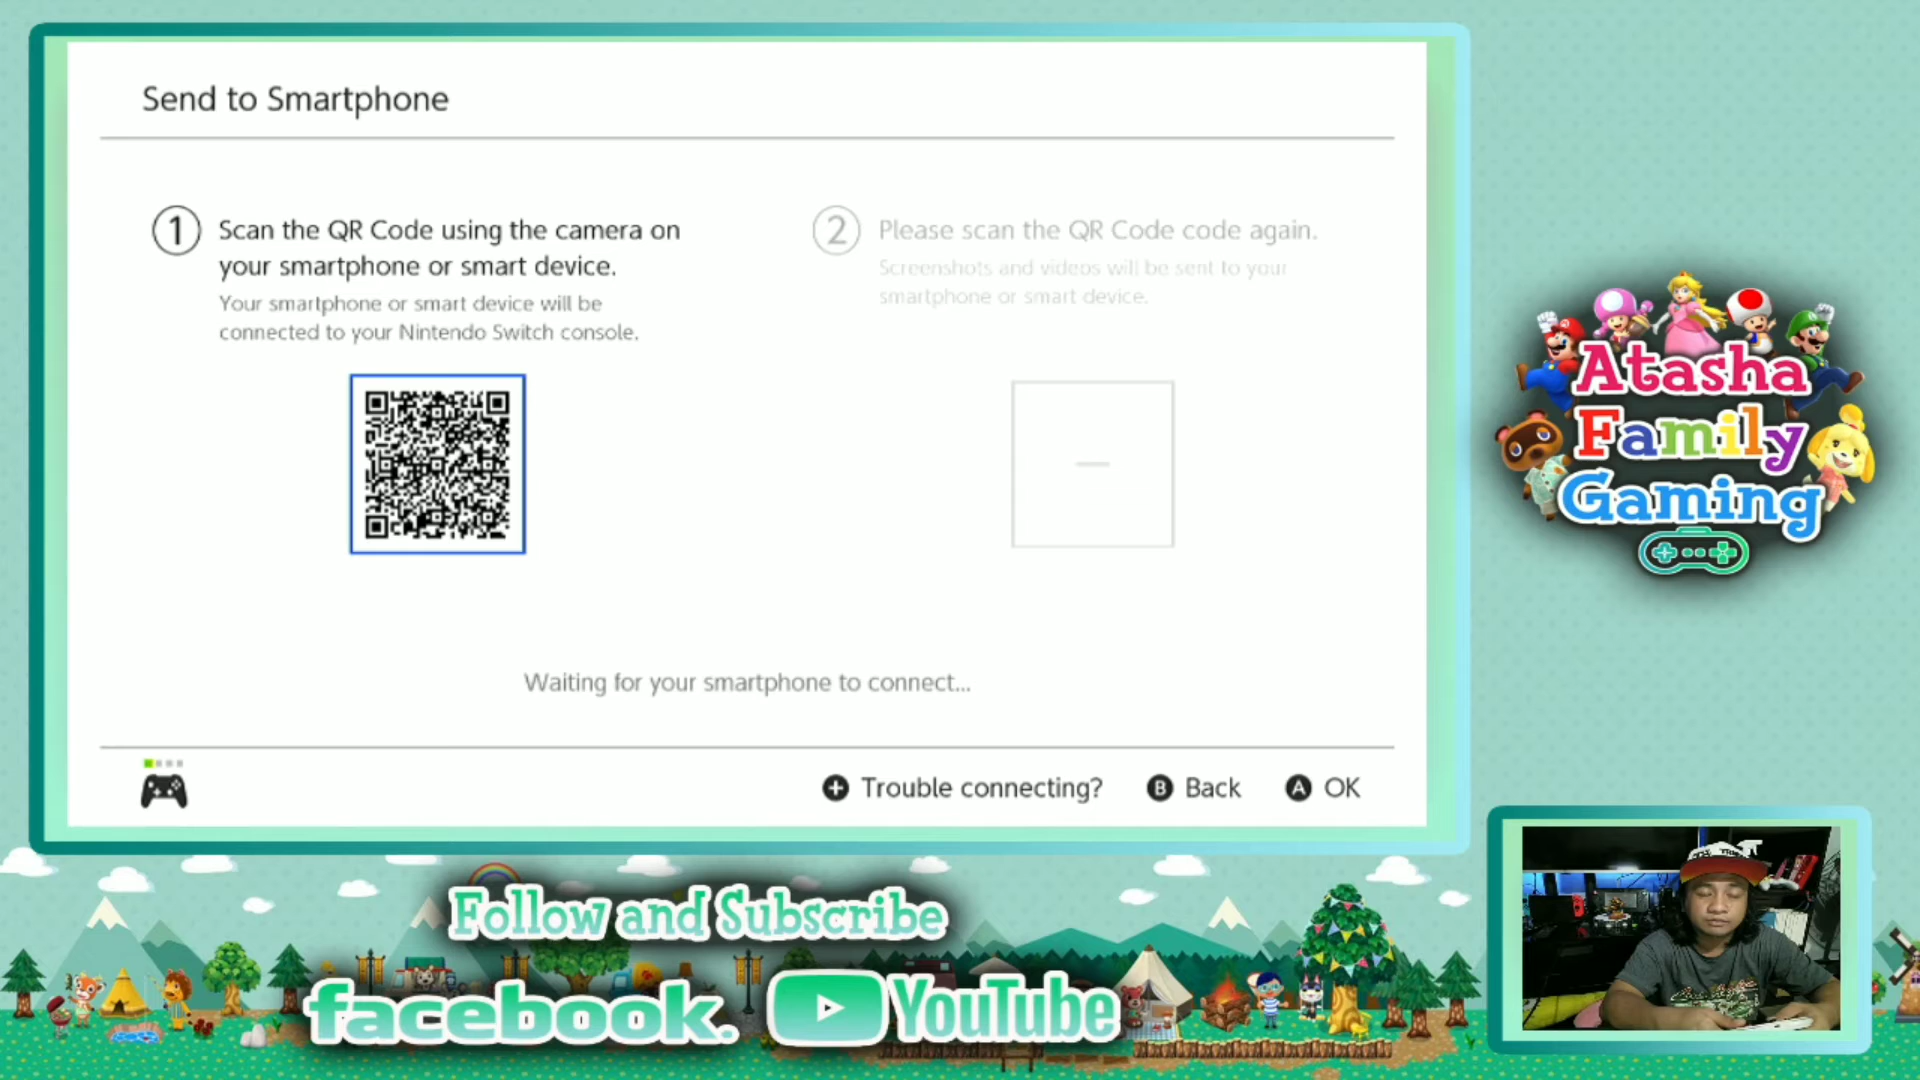 Send to Smartphone
1 Scan the QR Code using the camera on
your smartphone or smart device.
Your smartphone or smart device will be
connected to your Nintendo Switch console.
2 Please scan the QR Code code again.
Screenshots and videos will be sent to your
smartphone or smart device.
Waiting for your smartphone to connect...
Trouble connecting?
B Back
A OK
Atasha
Family
Gaming
Follow and Subscribe
facebook.
YouTube